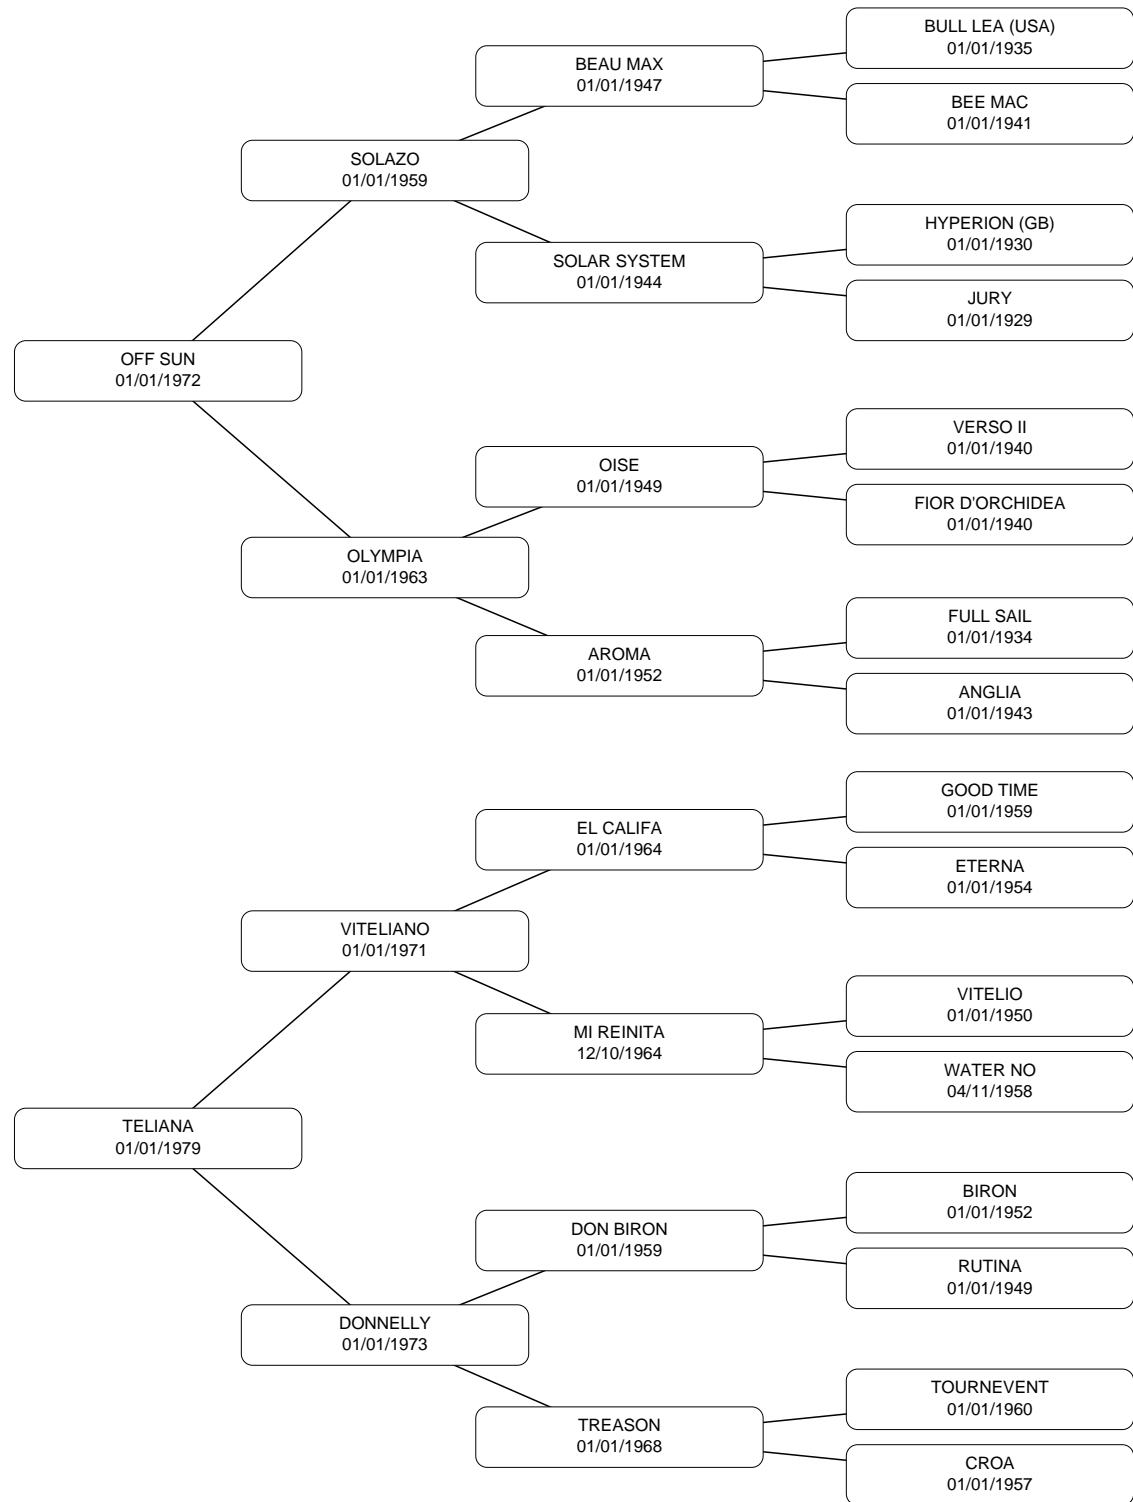 BULL LEA (USA)
01/01/1935
BEAU MAX
01/01/1947
BEE MAC
01/01/1941
SOLAZO
01/01/1959
HYPERION (GB)
01/01/1930
SOLAR SYSTEM
01/01/1944
JURY
01/01/1929
OFF SUN
01/01/1972
VERSO II
01/01/1940
OISE
01/01/1949
FIOR D'ORCHIDEA
01/01/1940
OLYMPIA
01/01/1963
FULL SAIL
01/01/1934
AROMA
01/01/1952
ANGLIA
01/01/1943
GOOD TIME
01/01/1959
EL CALIFA
01/01/1964
ETERNA
01/01/1954
VITELIANO
01/01/1971
VITELIO
01/01/1950
MI REINITA
12/10/1964
WATER NO
04/11/1958
TELIANA
01/01/1979
BIRON
01/01/1952
DON BIRON
01/01/1959
RUTINA
01/01/1949
DONNELLY
01/01/1973
TOURNEVENT
01/01/1960
TREASON
01/01/1968
CROA
01/01/1957